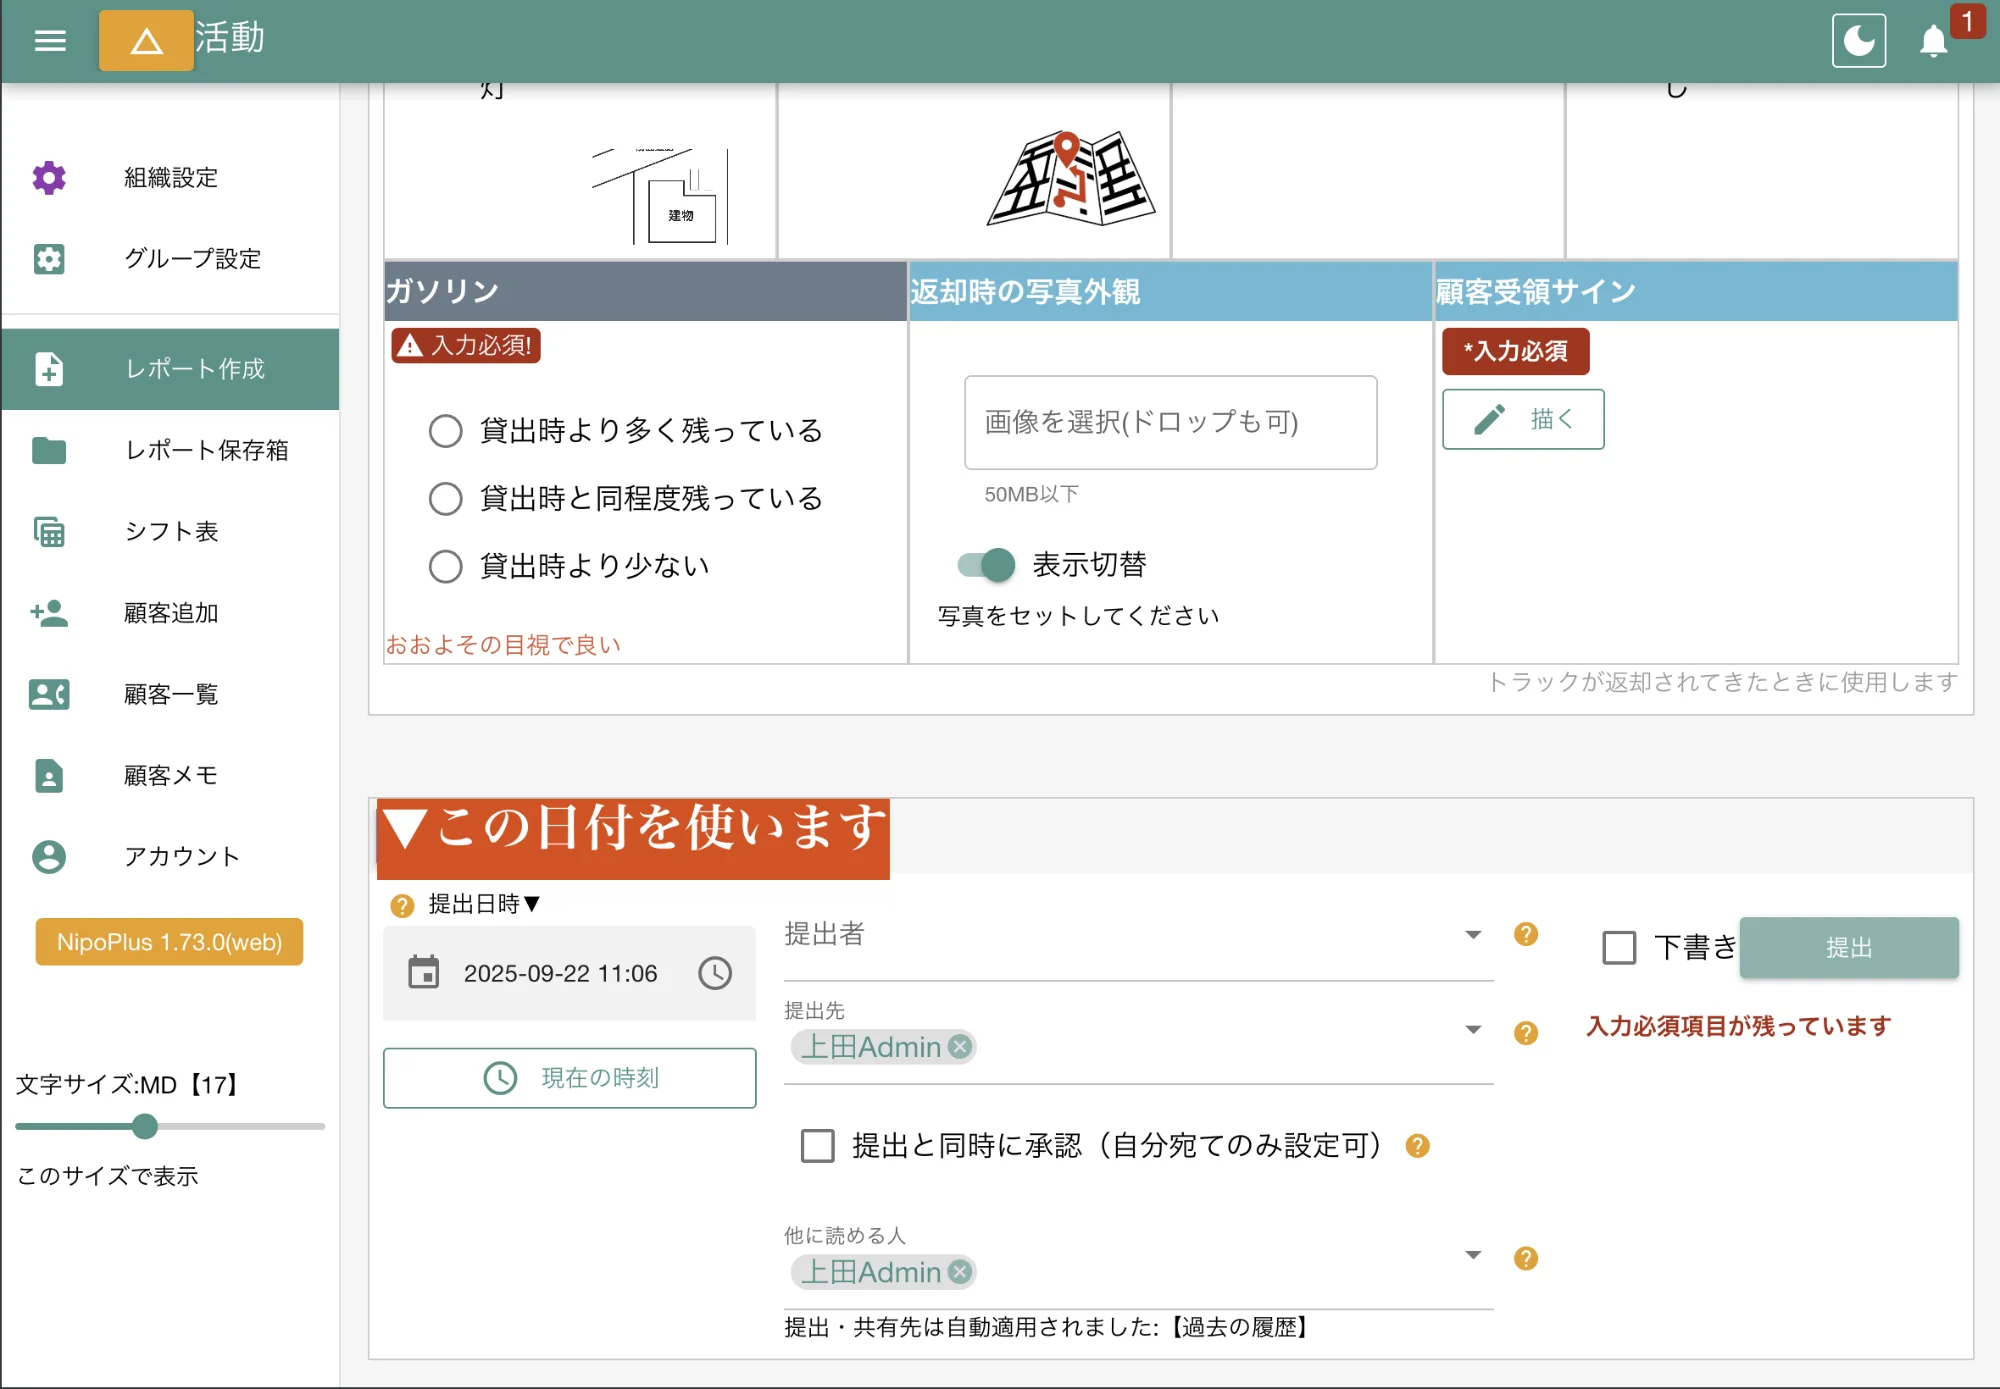 活動
1
灯
し
組織設定
グループ設定
建物
ガソリン
返却時の写真外観
顧客受領サイン
入力必須!
*入力必須
レポート作成
描く
貸出時より多く残っている
画像を選択(ドロップも可)
レポート保存箱
貸出時と同程度残っている
50MB以下
シフト表
貸出時より少ない
表示切替
顧客追加
写真をセットしてください
おおよその目視で良い
トラックが返却されてきたときに使用します
顧客一覧
顧客メモ
▼この日付を使います
アカウント
提出日時▼
提出者
下書き
提出
NipoPlus 1.73.0(web)
2025-09-22 11:06
提出先
入力必須項目が残っています
上田Admin
現在の時刻
文字サイズ:MD【17】
提出と同時に承認（自分宛てのみ設定可）
このサイズで表示
他に読める人
上田Admin
提出・共有先は自動適用されました:【過去の履歴】